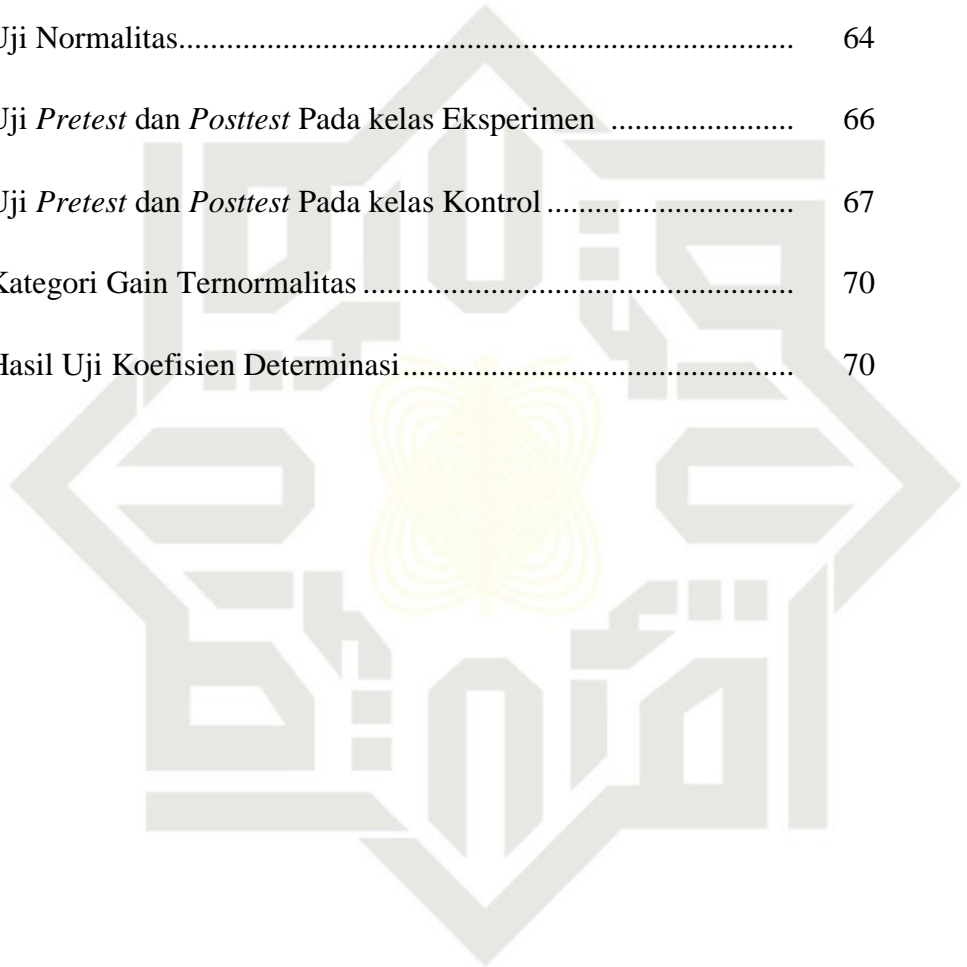 Uji Normalitas............................................................................. 64
Uji Pretest dan Posttest Pada kelas Eksperimen ....................... 66
Uji Pretest dan Posttest Pada kelas Kontrol ............................... 67
Kategori Gain Ternormalitas ...................................................... 70
Hasil Uji Koefisien Determinasi ................................................. 70